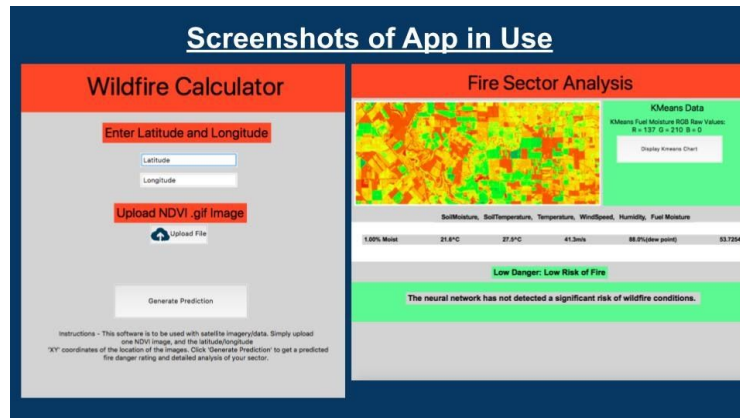 Screenshots of App in Use
Wildfire Calculator
Enter Latitude and Longitude
Latitude
Longitude
Upload NDVI .gif Image
Upload File
Generate Prediction
Instructions - This software is to be used with satellite imagery/data. Simply upload
one NDVI image, and the latitude/longitude
'XY' coordinates of the location of the images. Click 'Generate Prediction' to get a predicted
fire danger rating and detailed analysis of your sector.
Fire Sector Analysis
KMeans Data
KMeans Fuel Moisture RGB Raw Values:
R = 137 G = 210 B = 0
Display Kmeans Chart
SoilMoisture, SoilTemperature, Temperature, WindSpeed, Humidity, Fuel Moisture
1.00% Moist 21.8°C 27.5°C 41.3m/s 88.0%(dew point) 53.7254
Low Danger: Low Risk of Fire
The neural network has not detected a significant risk of wildfire conditions.